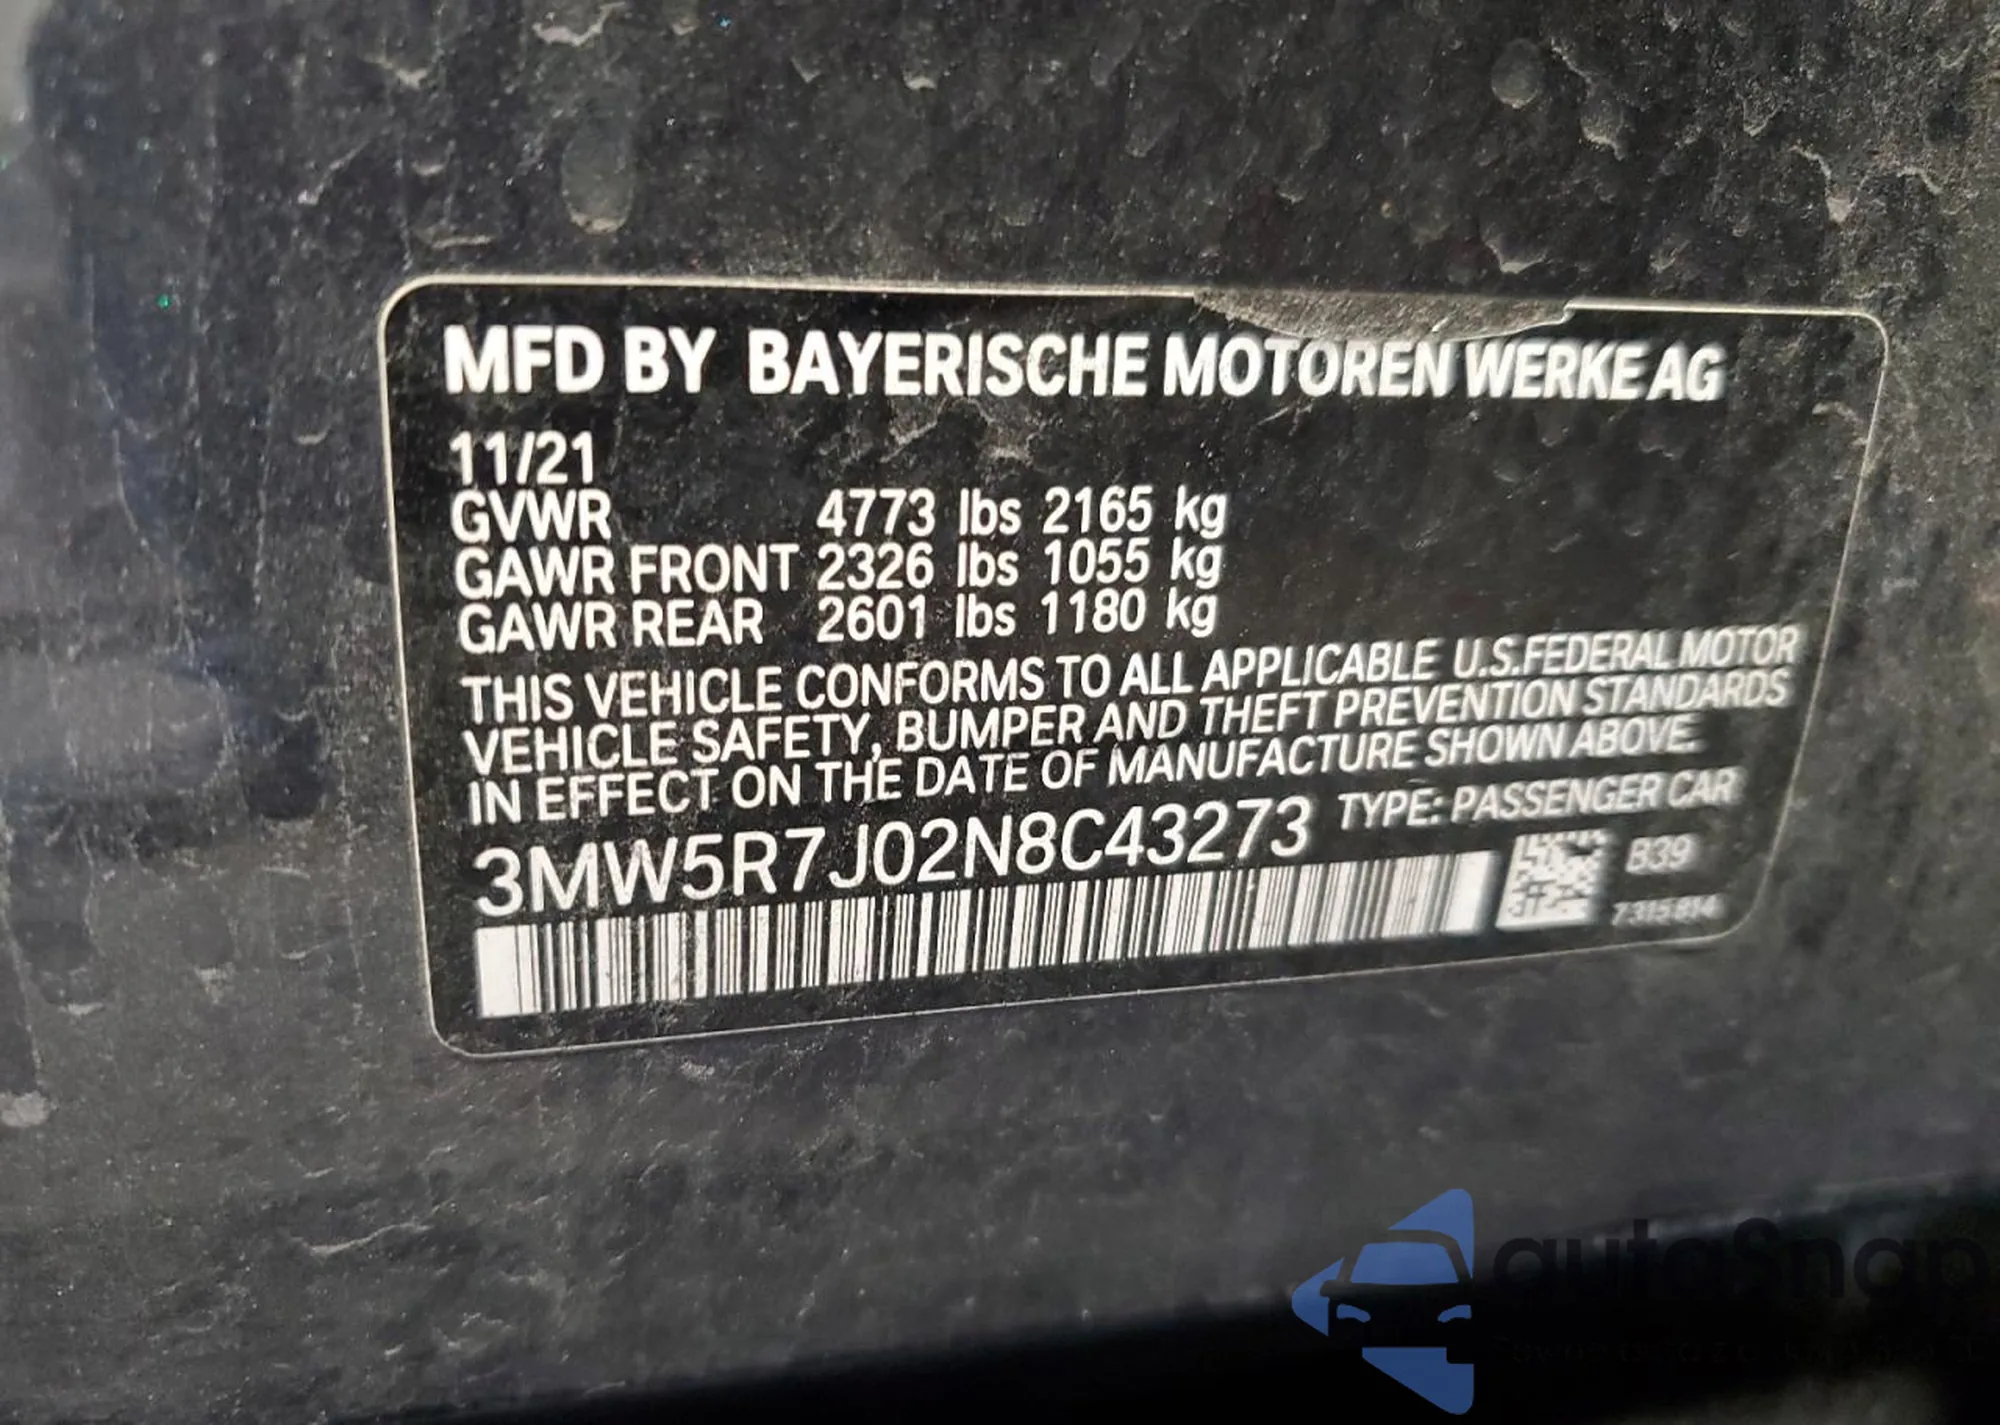 MFD BY BAYERISCHE MOTOREN WERKE AG
11/21
GVWR 4773 lbs 2165 kg
GAWR FRONT 2326 lbs 1055 kg
GAWR REAR 2601 lbs 1180 kg
THIS VEHICLE CONFORMS TO ALL APPLICABLE U.S.FEDERAL MOTOR
VEHICLE SAFETY, BUMPER AND THEFT PREVENTION STANDARDS
IN EFFECT ON THE DATE OF MANUFACTURE SHOWN ABOVE.
3MW5R7J02N8C43273 TYPE: PASSENGER CAR
B39
7315814
autoSnap